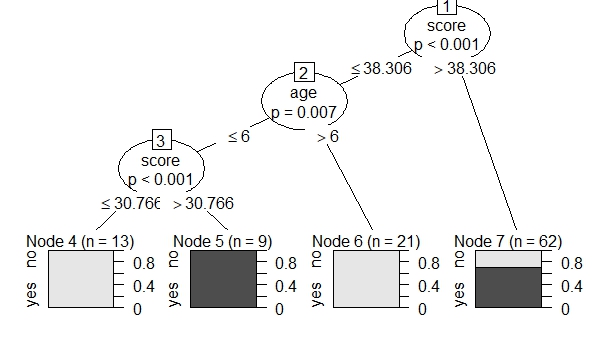 1
score
p < 0.001
≤ 38.306 > 38.306
2
age
p = 0.007
≤ 6 > 6
3
score
p < 0.001
≤ 30.766 > 30.766
Node 4 (n = 13)
no
yes
0.8
0.4
0
Node 5 (n = 9)
no
yes
0.8
0.4
0
Node 6 (n = 21)
no
yes
0.8
0.4
0
Node 7 (n = 62)
no
yes
0.8
0.4
0